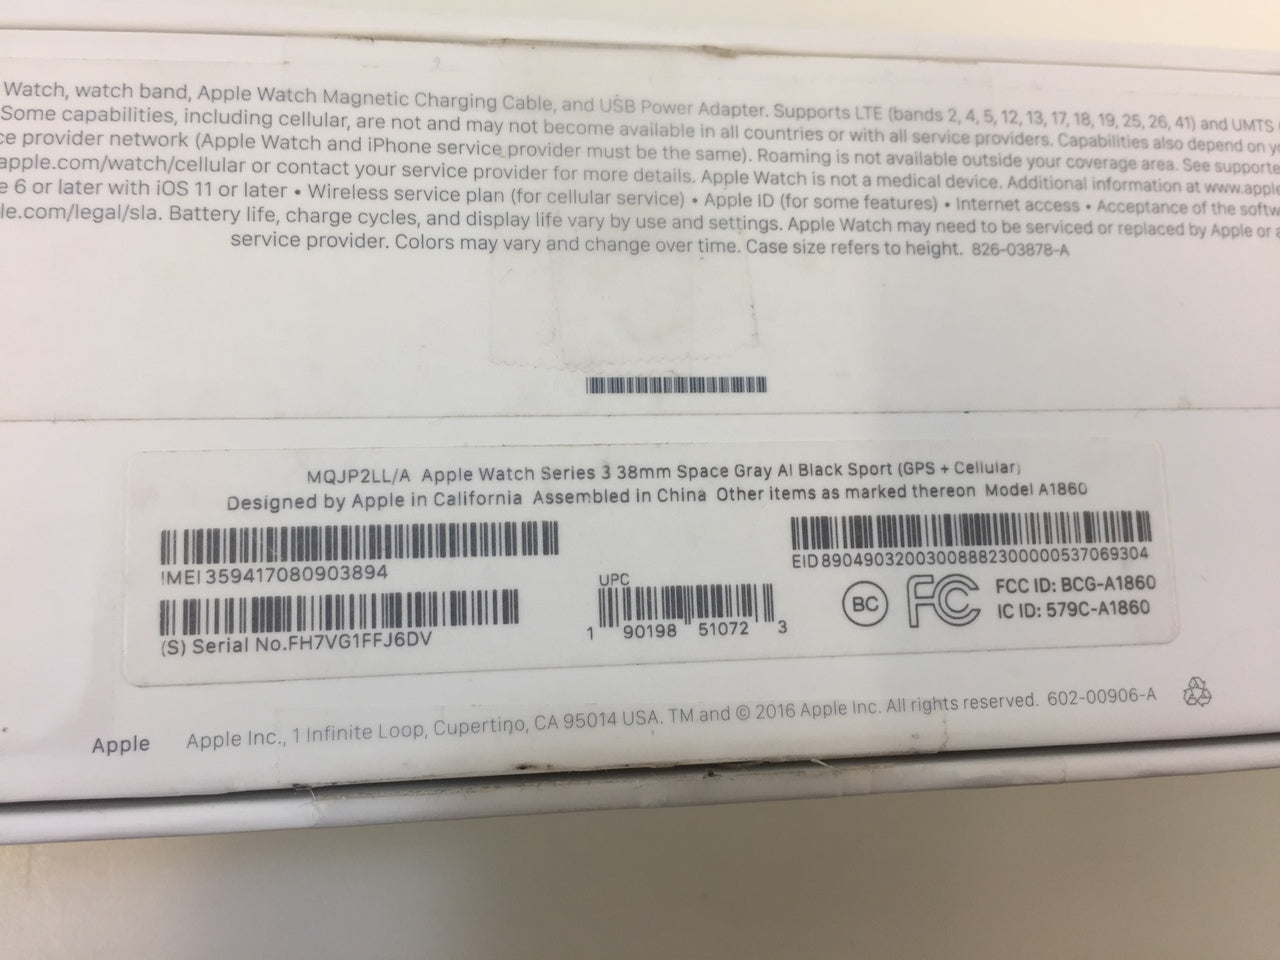 Watch, watch band, Apple Watch Magnetic Charging Cable, and USB Power Adapter. Supports LTE (bands 2, 4, 5, 12, 13, 17, 18, 19, 25, 26, 41) and UMTS
Some capabilities, including cellular, are not and may not become available in all countries or with all service providers. Capabilities also depend on
provider network (Apple Watch and iPhone service provider must be the same). Roaming is not available outside your coverage area. See
apple.com/watch/cellular or contact your service provider for more details. Apple Watch is not a medical device. Additional information at
6 or later with iOS 11 or later • Wireless service plan (for cellular service) • Apple ID (for some features) • Internet access • Acceptance of the
le.com/legal/sla. Battery life, charge cycles, and display life vary by use and settings. Apple Watch may need to be serviced or replaced by Apple or
service provider. Colors may vary and change over time. Case size refers to height. 826-03878-A
MQJP2LL/A Apple Watch Series 3 38mm Space Gray Al Black Sport (GPS + Cellular)
Designed by Apple in California Assembled in China Other items as marked thereon Model A1860
IMEI 359417080903894
EID 89049032003008882300000537069304
UPC
1 90198 51072 3
BC
FC
FCC ID: BCG-A1860
IC ID: 579C-A1860
(S) Serial No.FH7VG1FFJ6DV
Apple Apple Inc., 1 Infinite Loop, Cupertino, CA 95014 USA. TM and © 2016 Apple Inc. All rights reserved. 602-00906-A